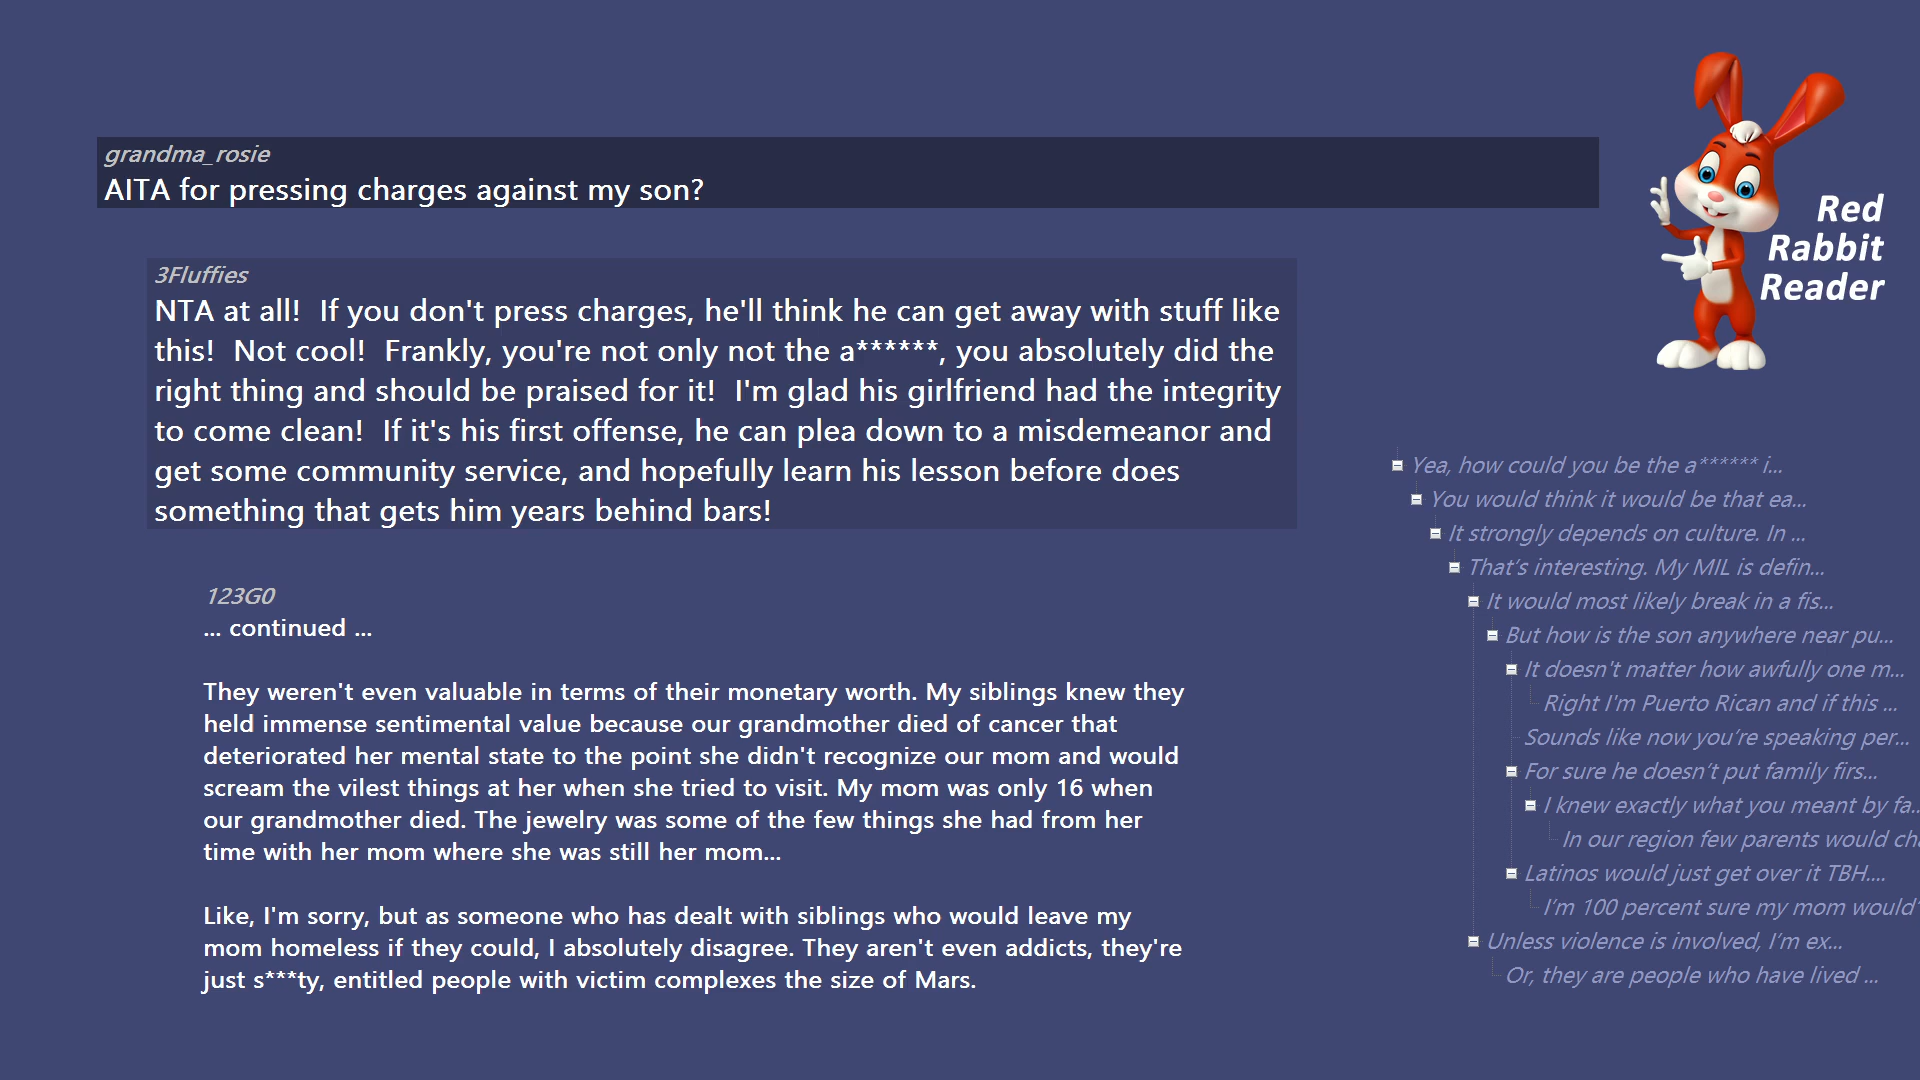 grandma_rosie
AITA for pressing charges against my son?
3Fluffies
NTA at all!  If you don't press charges, he'll think he can get away with stuff like
this!  Not cool!  Frankly, you're not only not the a******, you absolutely did the
right thing and should be praised for it!  I'm glad his girlfriend had the integrity
to come clean!  If it's his first offense, he can plea down to a misdemeanor and
get some community service, and hopefully learn his lesson before does
something that gets him years behind bars!
123G0
... continued ...
They weren't even valuable in terms of their monetary worth. My siblings knew they
held immense sentimental value because our grandmother died of cancer that
deteriorated her mental state to the point she didn't recognize our mom and would
scream the vilest things at her when she tried to visit. My mom was only 16 when
our grandmother died. The jewelry was some of the few things she had from her
time with her mom where she was still her mom...
Like, I'm sorry, but as someone who has dealt with siblings who would leave my
mom homeless if they could, I absolutely disagree. They aren't even addicts, they're
just s***ty, entitled people with victim complexes the size of Mars.
Red
Rabbit
Reader
Yea, how could you be the a****** i...
You would think it would be that ea...
It strongly depends on culture. In ...
That’s interesting. My MIL is defin...
It would most likely break in a fis...
But how is the son anywhere near pu...
It doesn't matter how awfully one m...
Right I'm Puerto Rican and if this ...
Sounds like now you’re speaking per...
For sure he doesn’t put family firs...
I knew exactly what you meant by fa...
In our region few parents would cha
Latinos would just get over it TBH....
I’m 100 percent sure my mom would'
Unless violence is involved, I’m ex...
Or, they are people who have lived ...